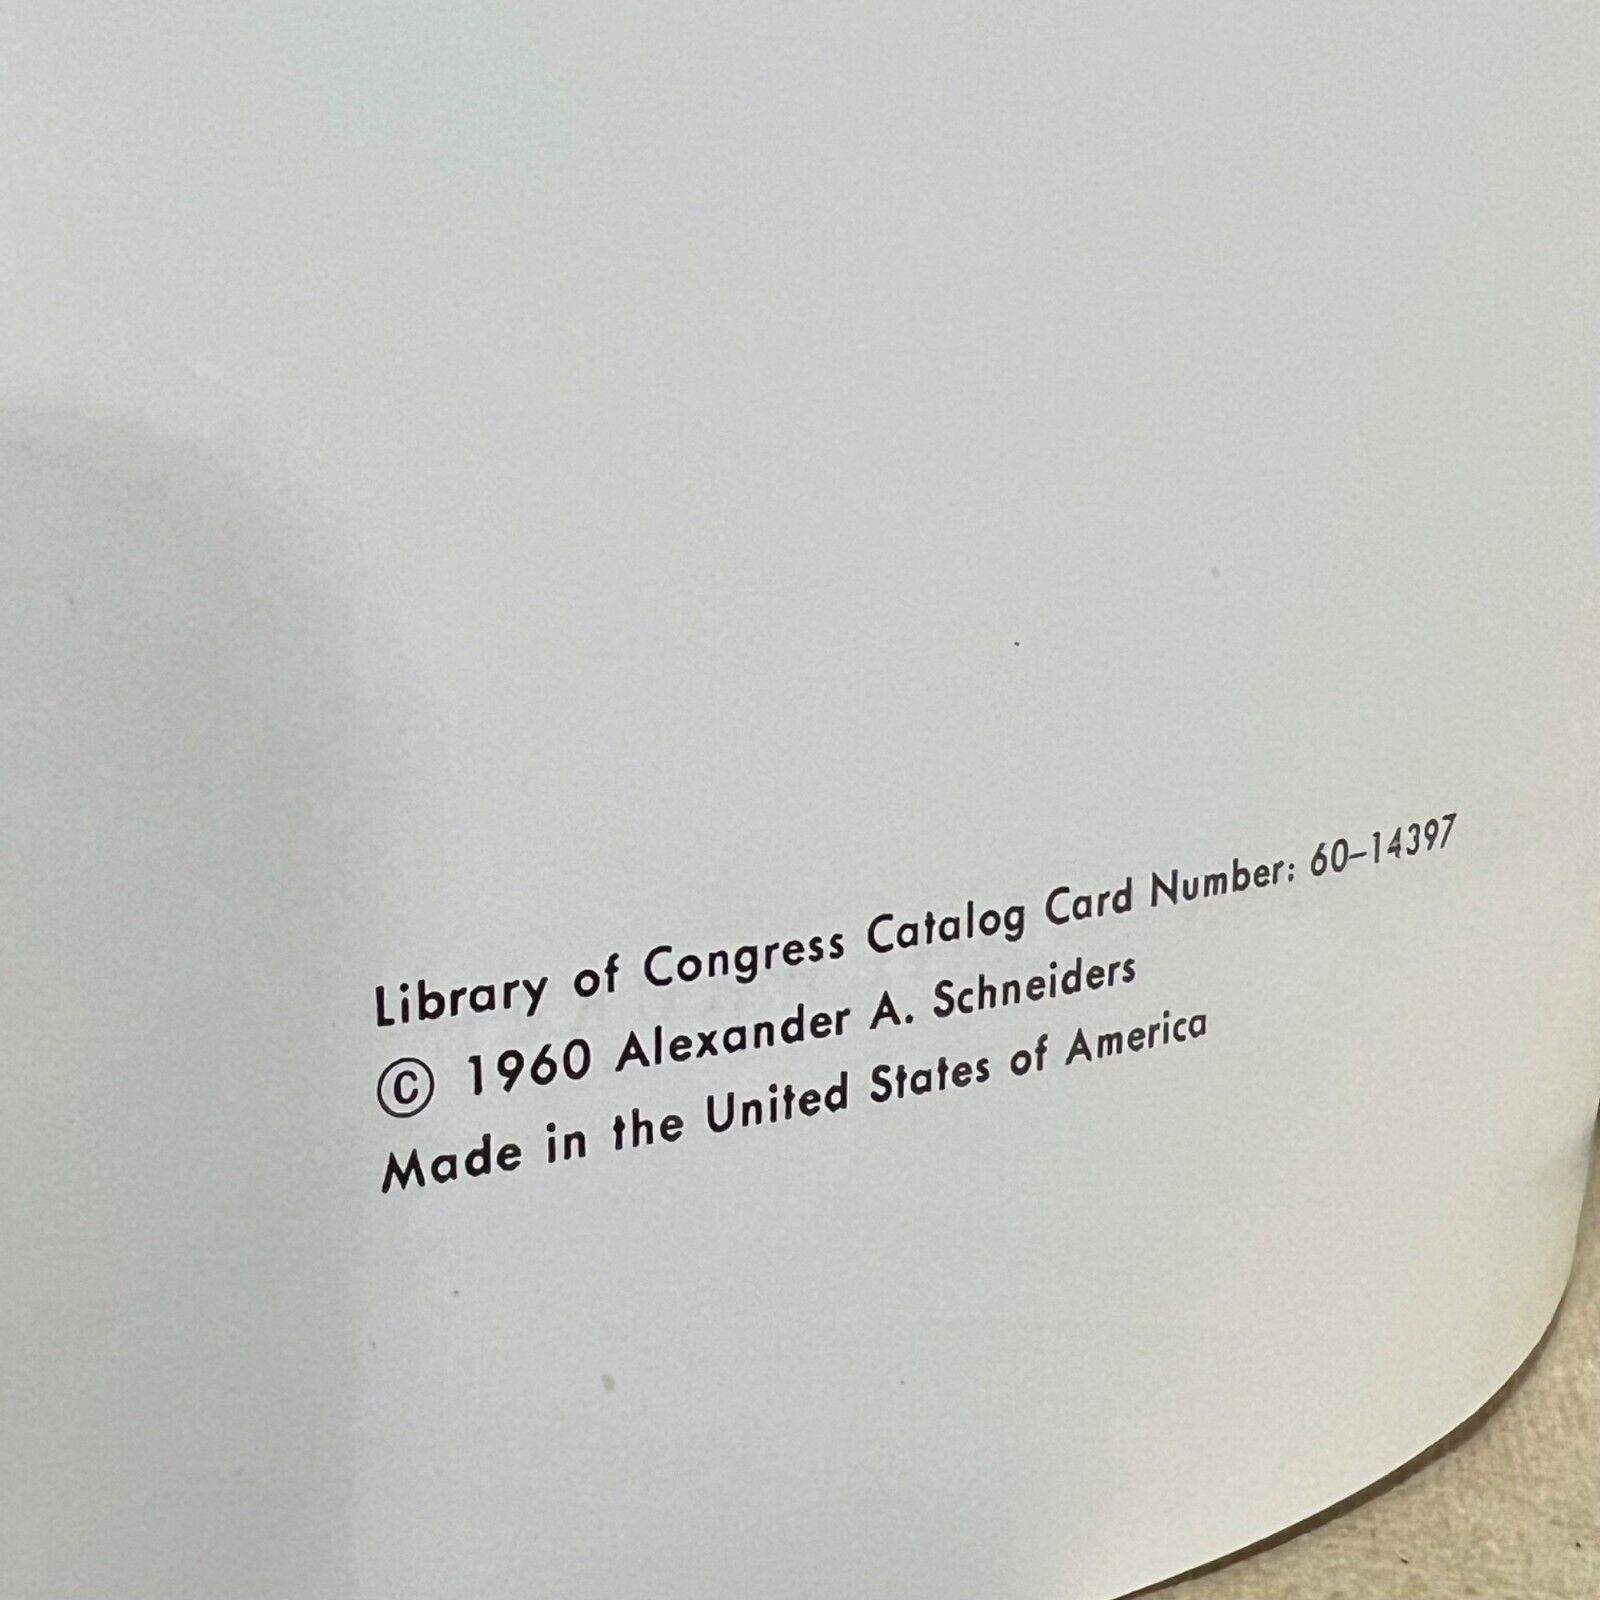 Library of Congress Catalog Card Number: 60–14397
© 1960 Alexander A. Schneiders
Made in the United States of America